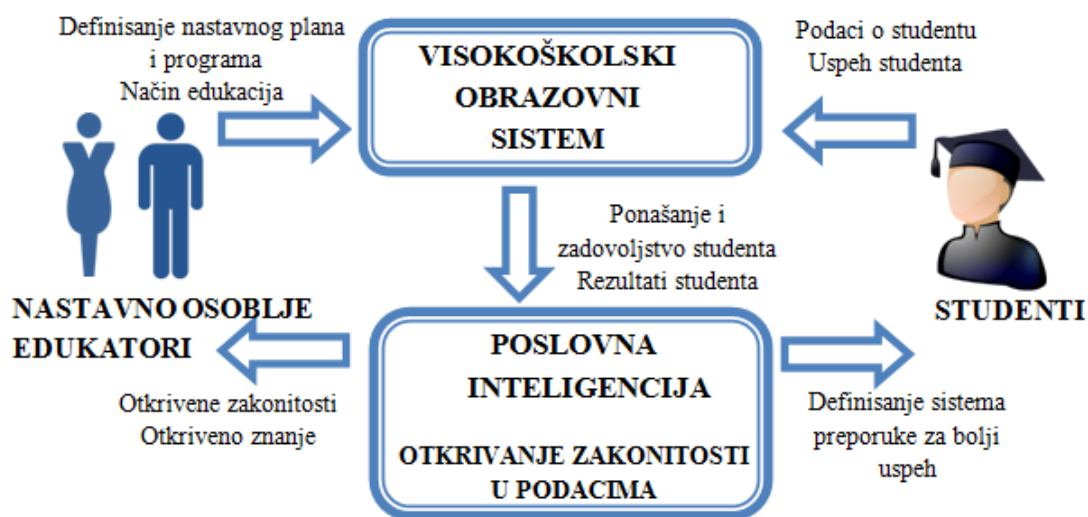 Definisanje nastavnog plana
i programa
Način edukacija
VISOKOŠKOLSKI
OBRAZOVNI
SISTEM
Podaci o studentu
Uspeh studenta
Ponašanje i
zadovoljstvo studenta
Rezultati studenta
NASTAVNO OSOBLJE
EDUKATORI
STUDENTI
POSLOVNA
INTELIGENCIJA
OTKRIVANJE ZAKONITOSTI
U PODACIMA
Otkrivene zakonitosti
Otkriveno znanje
Definisanje sistema
preporuke za bolji
uspeh